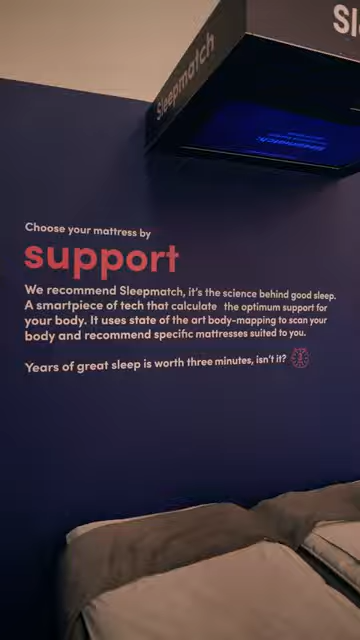 Sl
Sleepmatch
Sleepmatch.
Choose your mattress by
support
We recommend Sleepmatch, it's the science behind good sleep.
A smartpiece of tech that calculate the optimum support for
your body. It uses state of the art body-mapping to scan your
body and recommend specific mattresses suited to you.
Years of great sleep is worth three minutes, isn't it?